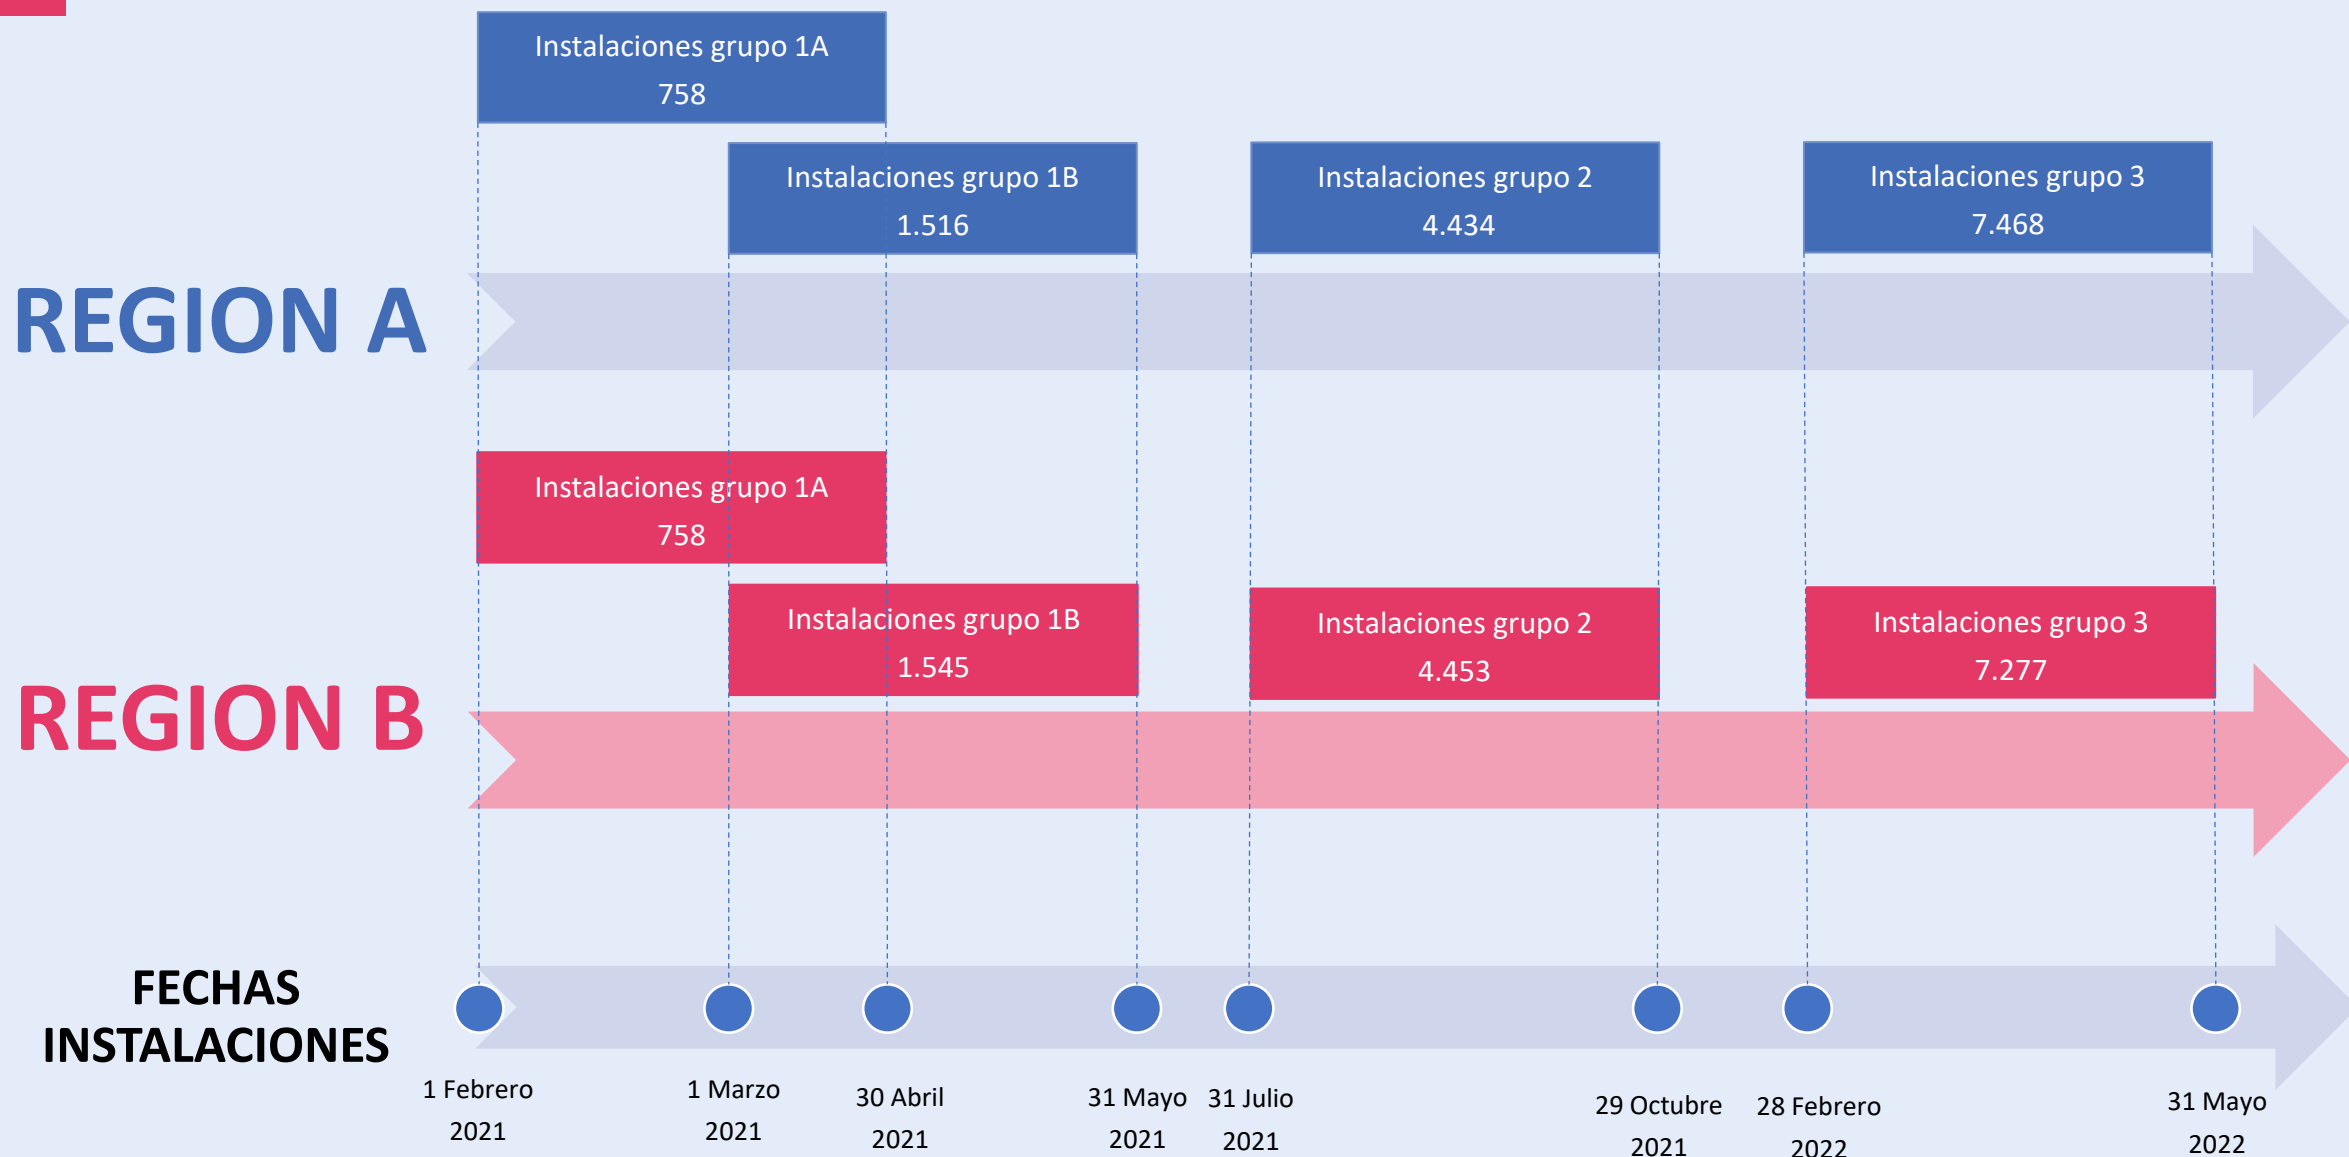 Instalaciones grupo 1A
758
Instalaciones grupo 1B
1.516
Instalaciones grupo 2
4.434
Instalaciones grupo 3
7.468
REGION A
Instalaciones grupo 1A
758
Instalaciones grupo 1B
1.545
Instalaciones grupo 2
4.453
Instalaciones grupo 3
7.277
REGION B
FECHAS
INSTALACIONES
1 Febrero
2021
1 Marzo
2021
30 Abril
2021
31 Mayo
2021
31 Julio
2021
29 Octubre
2021
28 Febrero
2022
31 Mayo
2022